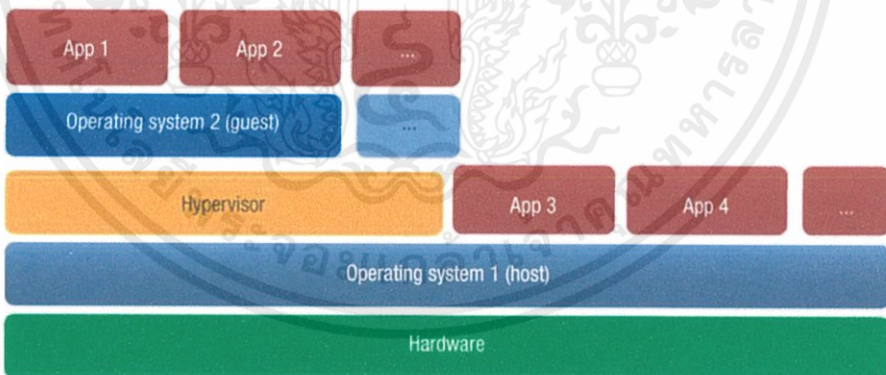 App 1
App 2
...
Operating system 2 (guest)
...
Hypervisor
App 3
App 4
...
Operating system 1 (host)
Hardware